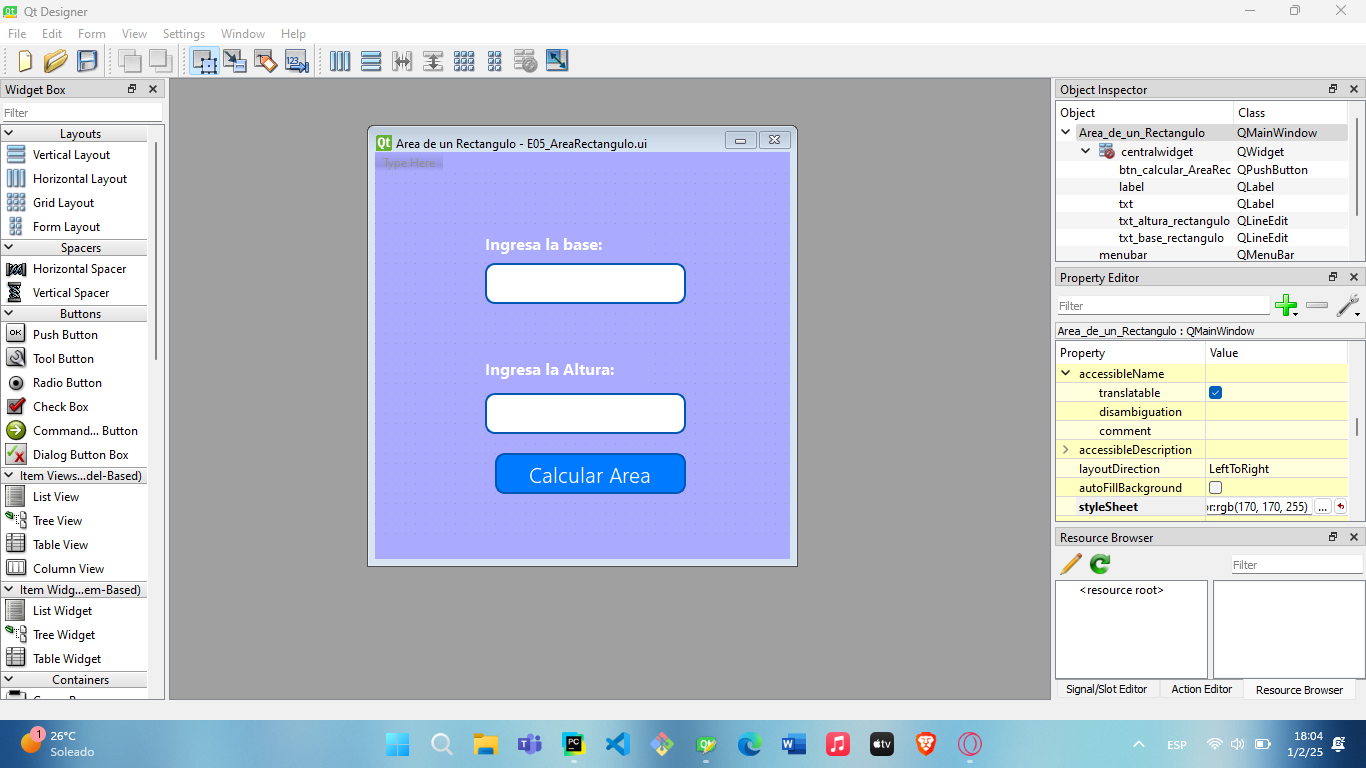 Qt Designer
File Edit Form View Settings Window Help
Widget Box
Filter
Layouts
Vertical Layout
Horizontal Layout
Grid Layout
Form Layout
Spacers
Horizontal Spacer
Vertical Spacer
Buttons
OK Push Button
Tool Button
Radio Button
Check Box
Command... Button
Dialog Button Box
Item Views...del-Based)
List View
Tree View
Table View
Column View
Item Widg...em-Based)
List Widget
Tree Widget
Table Widget
Containers
Qt Area de un Rectangulo - E05_AreaRectangulo.ui
Type Here
Ingresa la base:
Ingresa la Altura:
Calcular Area
Object Inspector
Object Class
Area_de_un_Rectangulo QMainWindow
centralwidget QWidget
btn_calcular_AreaRec QPushButton
label QLabel
txt QLabel
txt_altura_rectangulo QLineEdit
txt_base_rectangulo QLineEdit
menubar QMenuBar
Property Editor
Filter
Area_de_un_Rectangulo : QMainWindow
Property Value
accessibleName
translatable
disambiguation
comment
accessibleDescription
layoutDirection LeftToRight
autoFillBackground
styleSheet or:rgb(170, 170, 255) ...
Resource Browser
Filter
<resource root>
Signal/Slot Editor Action Editor Resource Browser
1
26°C
Soleado
ESP
18:04
1/2/25